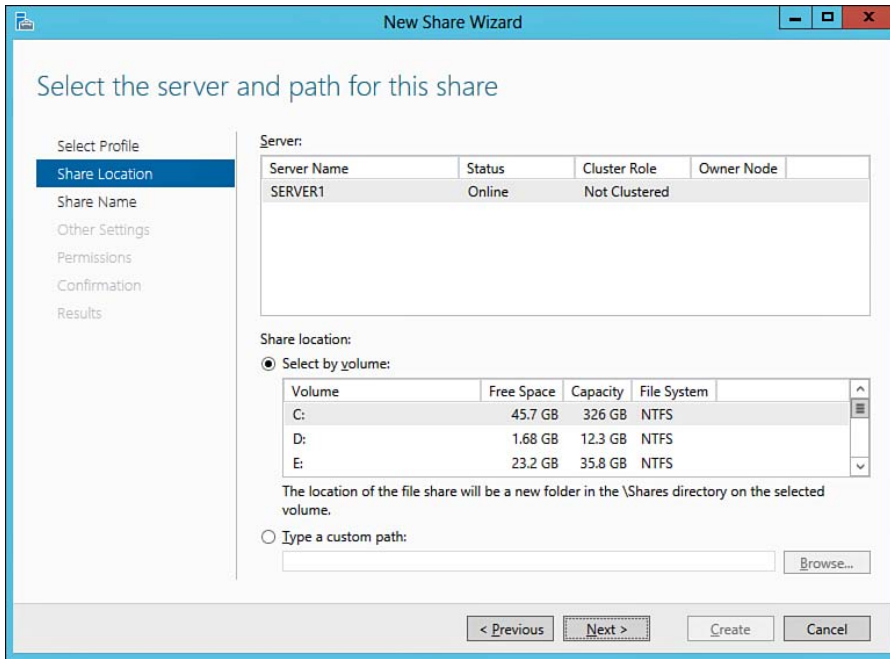 New Share Wizard
Select the server and path for this share
Select Profile
Share Location
Share Name
Other Settings
Permissions
Confirmation
Results
Server:
Server Name Status Cluster Role Owner Node
SERVER1 Online Not Clustered
Share location:
Select by volume:
Volume Free Space Capacity File System
C: 45.7 GB 326 GB NTFS
D: 1.68 GB 12.3 GB NTFS
E: 23.2 GB 35.8 GB NTFS
The location of the file share will be a new folder in the \Shares directory on the selected
volume.
Type a custom path:
Browse...
< Previous Next > Create Cancel